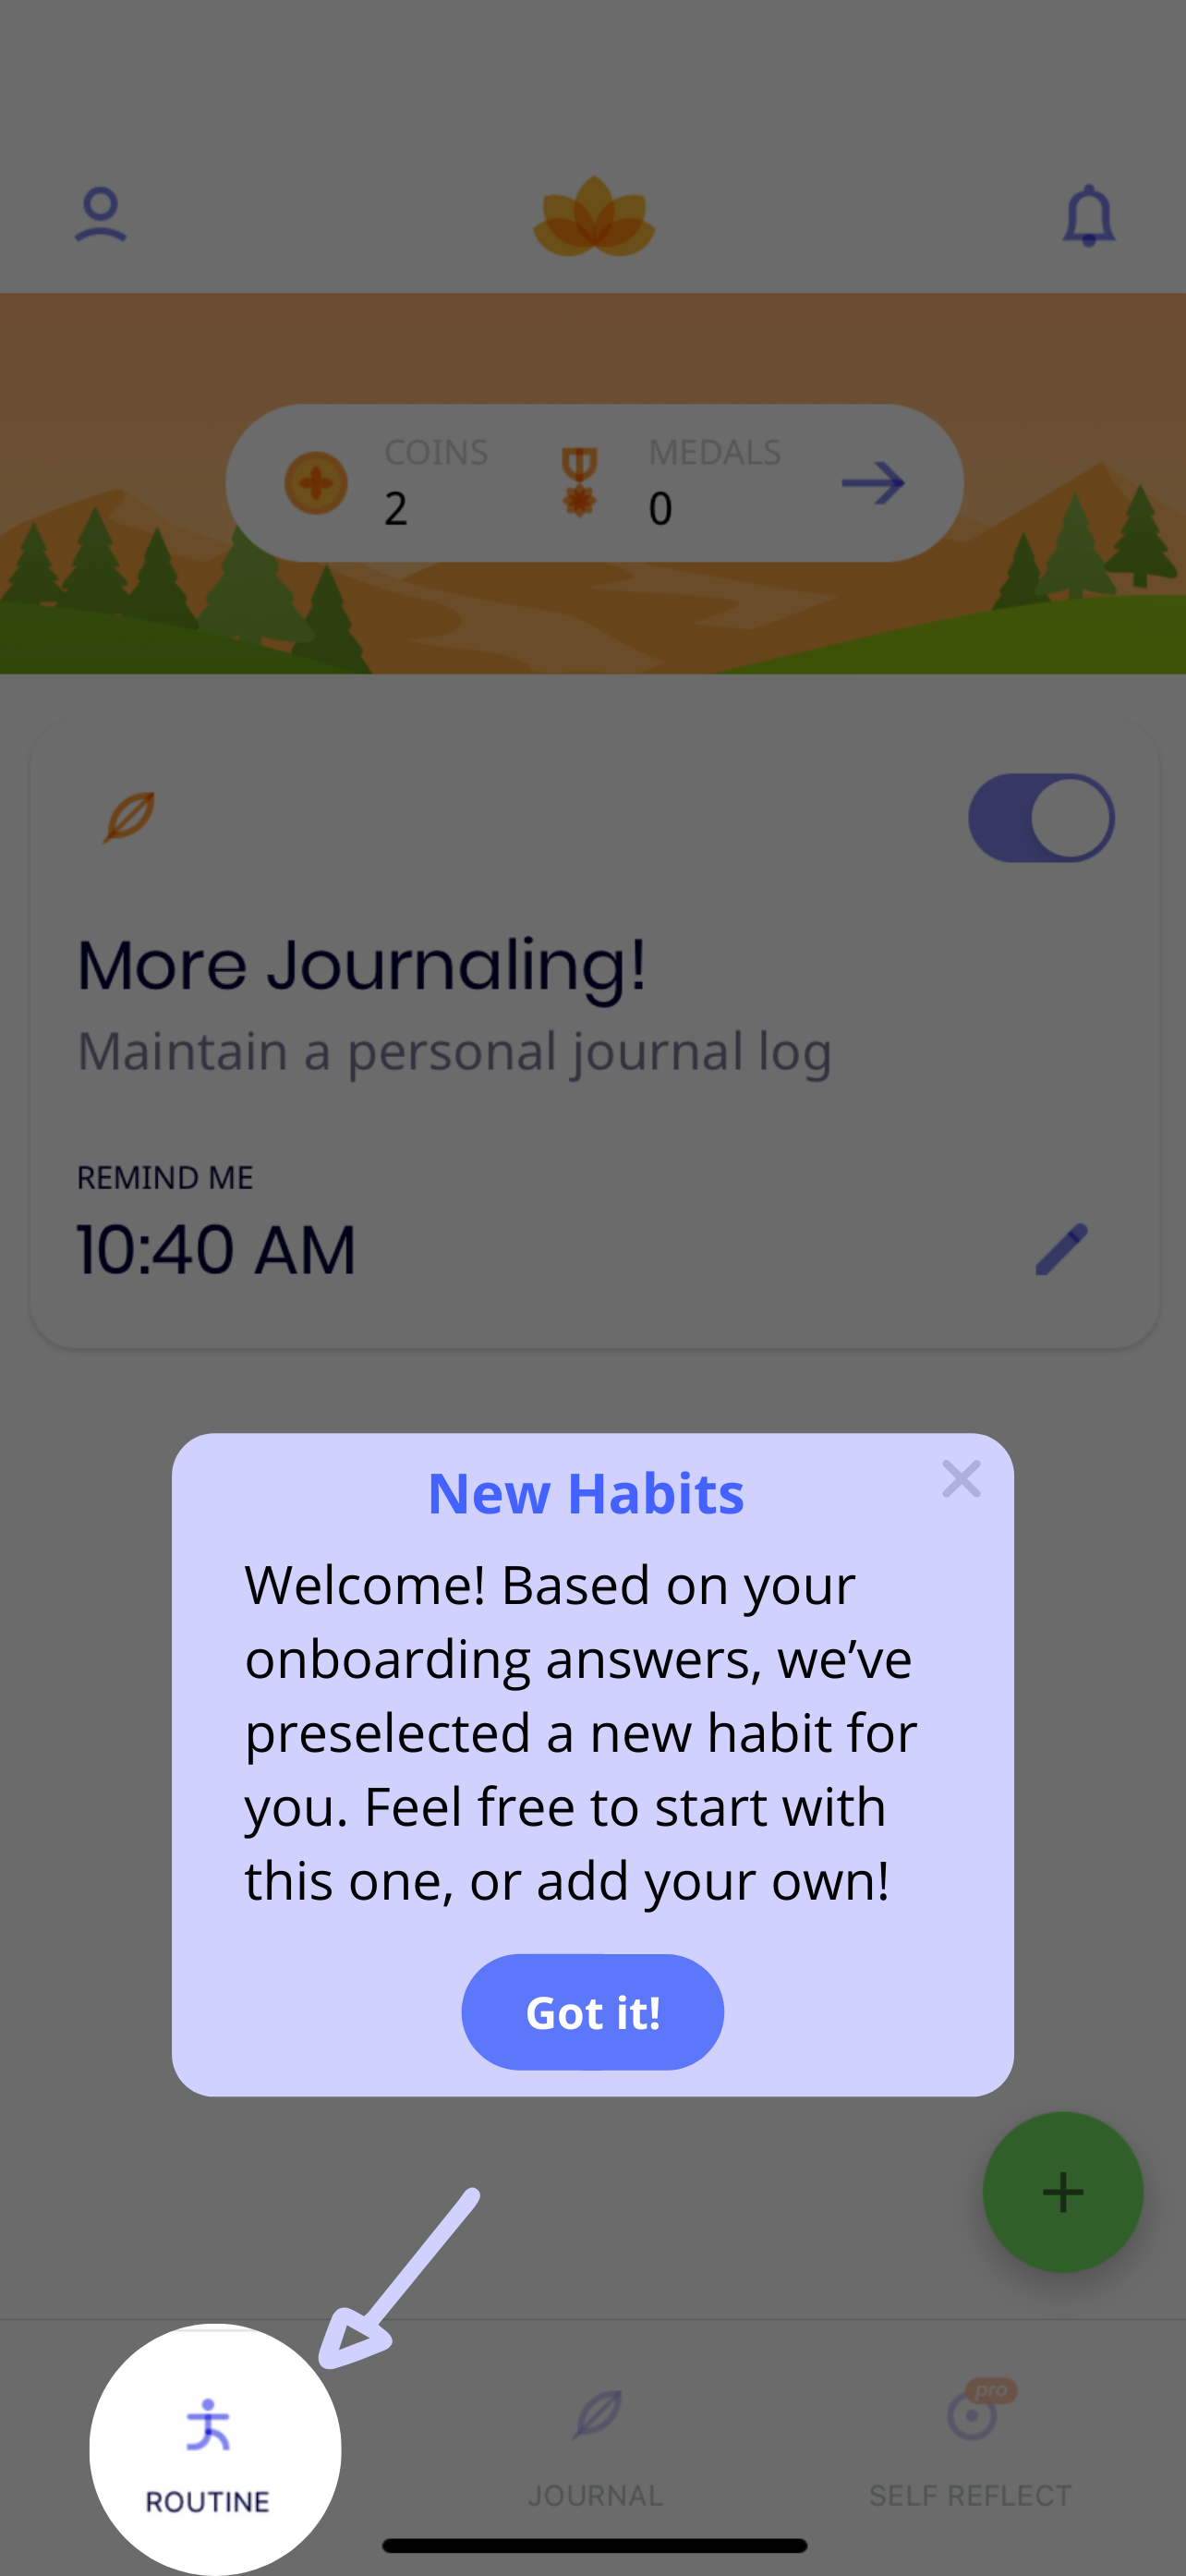 COINS
2
MEDALS
0
More Journaling!
Maintain a personal journal log
REMIND ME
10:40 AM
New Habits
Welcome! Based on your
onboarding answers, we’ve
preselected a new habit for
you. Feel free to start with
this one, or add your own!
Got it!
ROUTINE
JOURNAL
pro
SELF REFLECT